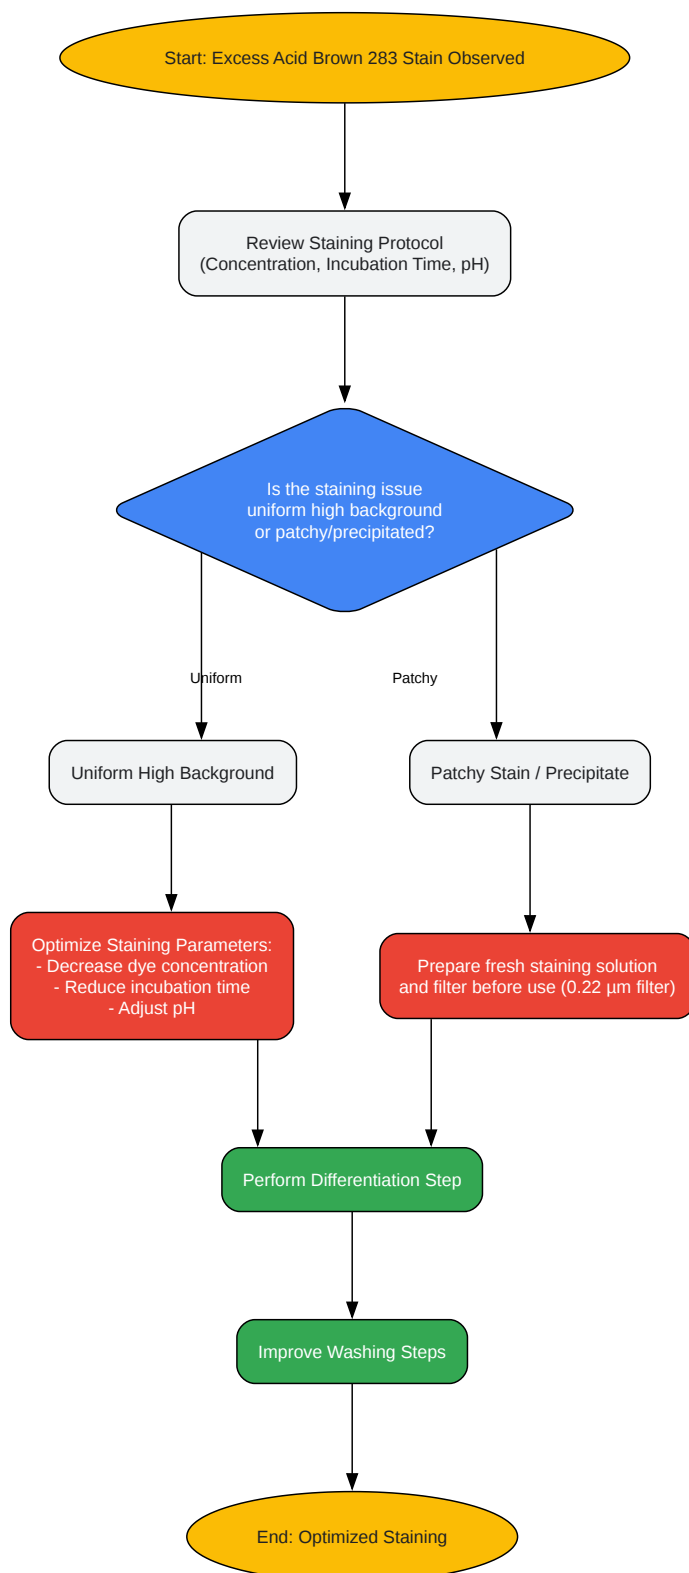 Start: Excess Acid Brown 283 Stain Observed
Review Staining Protocol
(Concentration, Incubation Time, pH)
Is the staining issue
uniform high background
or patchy/precipitated?
Uniform
Patchy
Uniform High Background
Patchy Stain / Precipitate
Optimize Staining Parameters:
- Decrease dye concentration
- Reduce incubation time
- Adjust pH
Prepare fresh staining solution
and filter before use (0.22 µm filter)
Perform Differentiation Step
Improve Washing Steps
End: Optimized Staining